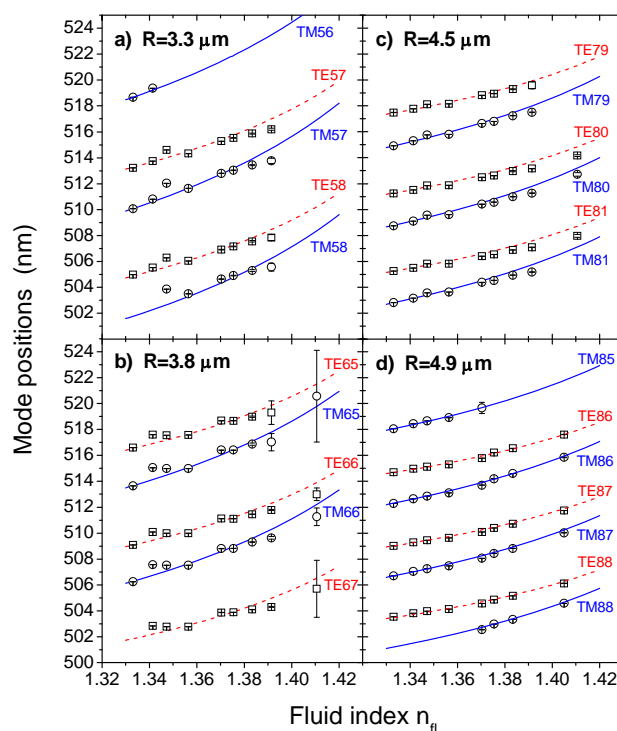 Mode positions (nm)
524
522
520
518
516
514
512
510
508
506
504
502
a) R=3.3 μm
TM56
TE57
TM57
TE58
TM58
c) R=4.5 μm
TE79
TM79
TE80
TM80
TE81
TM81
524
522
520
518
516
514
512
510
508
506
504
502
500
b) R=3.8 μm
TE65
TM65
TE66
TM66
TE67
d) R=4.9 μm
TM85
TE86
TM86
TE87
TM87
TE88
TM88
1.32 1.34 1.36 1.38 1.40 1.42 1.34 1.36 1.38 1.40 1.42
Fluid index n_fl